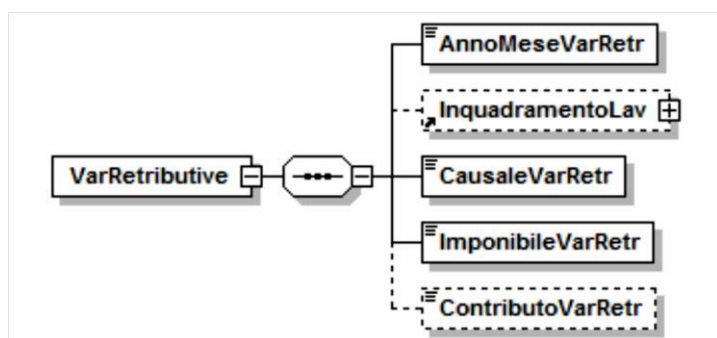 AnnoMeseVarRetr
InquadramentoLav
VarRetributive
CausaleVarRetr
ImponibileVarRetr
ContributoVarRetr